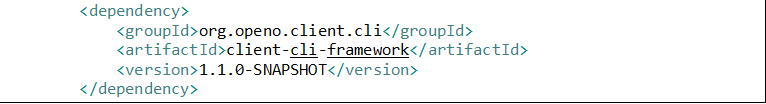 <dependency>
<groupId>org.openo.client.cli</groupId>
<artifactId>client-cli-framework</artifactId>
<version>1.1.0-SNAPSHOT</version>
</dependency>